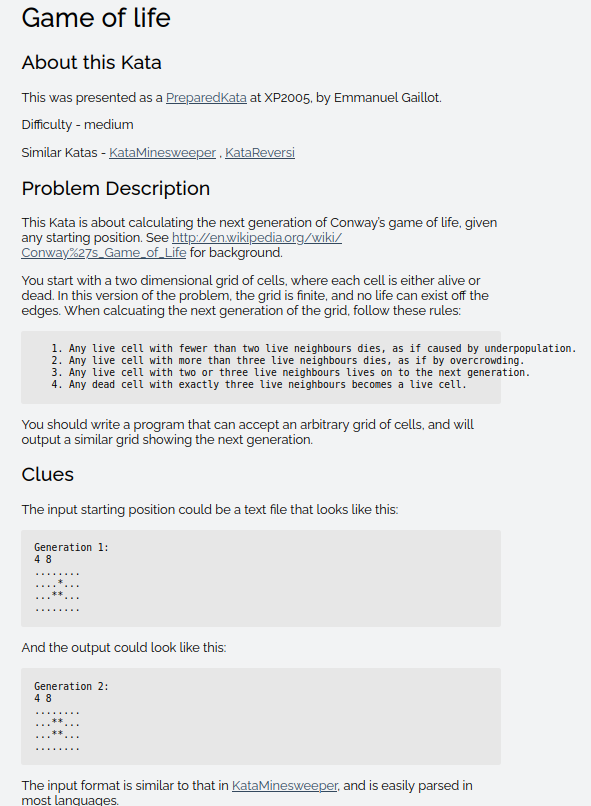 Game of life
About this Kata
This was presented as a PreparedKata at XP2005, by Emmanuel Gaillot.
Difficulty - medium
Similar Katas - KataMinesweeper , KataReversi
Problem Description
This Kata is about calculating the next generation of Conway's game of life, given
any starting position. See http://en.wikipedia.org/wiki/
Conway%27s_Game_of_Life for background.
You start with a two dimensional grid of cells, where each cell is either alive or
dead. In this version of the problem, the grid is finite, and no life can exist off the
edges. When calcuating the next generation of the grid, follow these rules:
1. Any live cell with fewer than two live neighbours dies, as if caused by underpopulation.
2. Any live cell with more than three live neighbours dies, as if by overcrowding.
3. Any live cell with two or three live neighbours lives on to the next generation.
4. Any dead cell with exactly three live neighbours becomes a live cell.
You should write a program that can accept an arbitrary grid of cells, and will
output a similar grid showing the next generation.
Clues
The input starting position could be a text file that looks like this:
Generation 1:
4 8
........
....*...
...**...
........
And the output could look like this:
Generation 2:
4 8
........
...**...
...**...
........
The input format is similar to that in KataMinesweeper, and is easily parsed in
most languages.